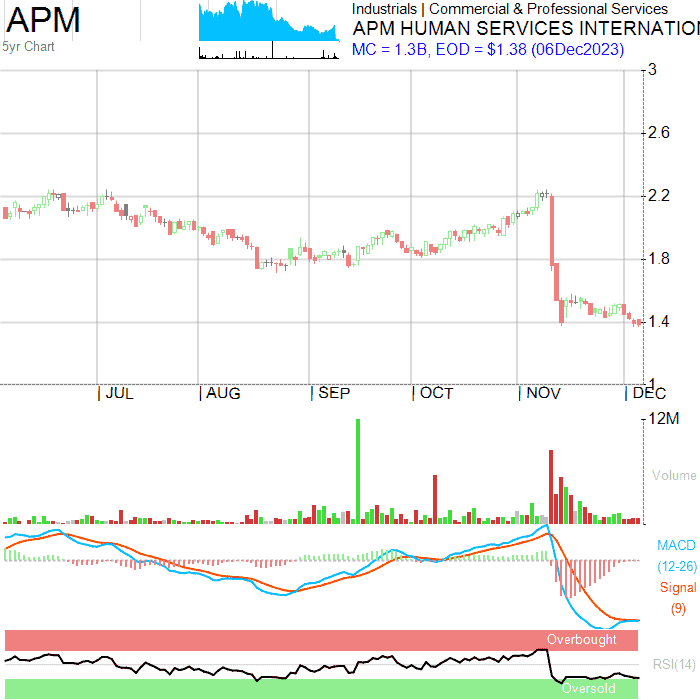 APM
5yr Chart
Industrials | Commercial & Professional Services
APM HUMAN SERVICES INTERNATION
MC = 1.3B, EOD = $1.38 (06Dec2023)
3
2.6
2.2
1.8
1.4
1
| JUL | AUG | SEP | OCT | NOV | DEC
12M
Volume
MACD
(12-26)
Signal
(9)
Overbought
RSI(14)
Oversold